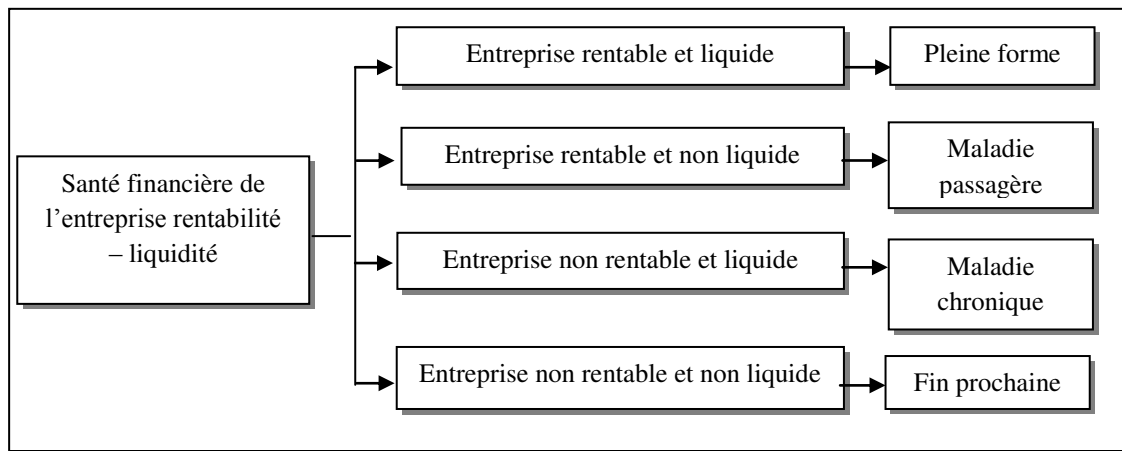 Entreprise rentable et liquide
Pleine forme
Entreprise rentable et non liquide
Maladie
passagère
Santé financière de
l’entreprise rentabilité
– liquidité
Entreprise non rentable et liquide
Maladie
chronique
Entreprise non rentable et non liquide
Fin prochaine